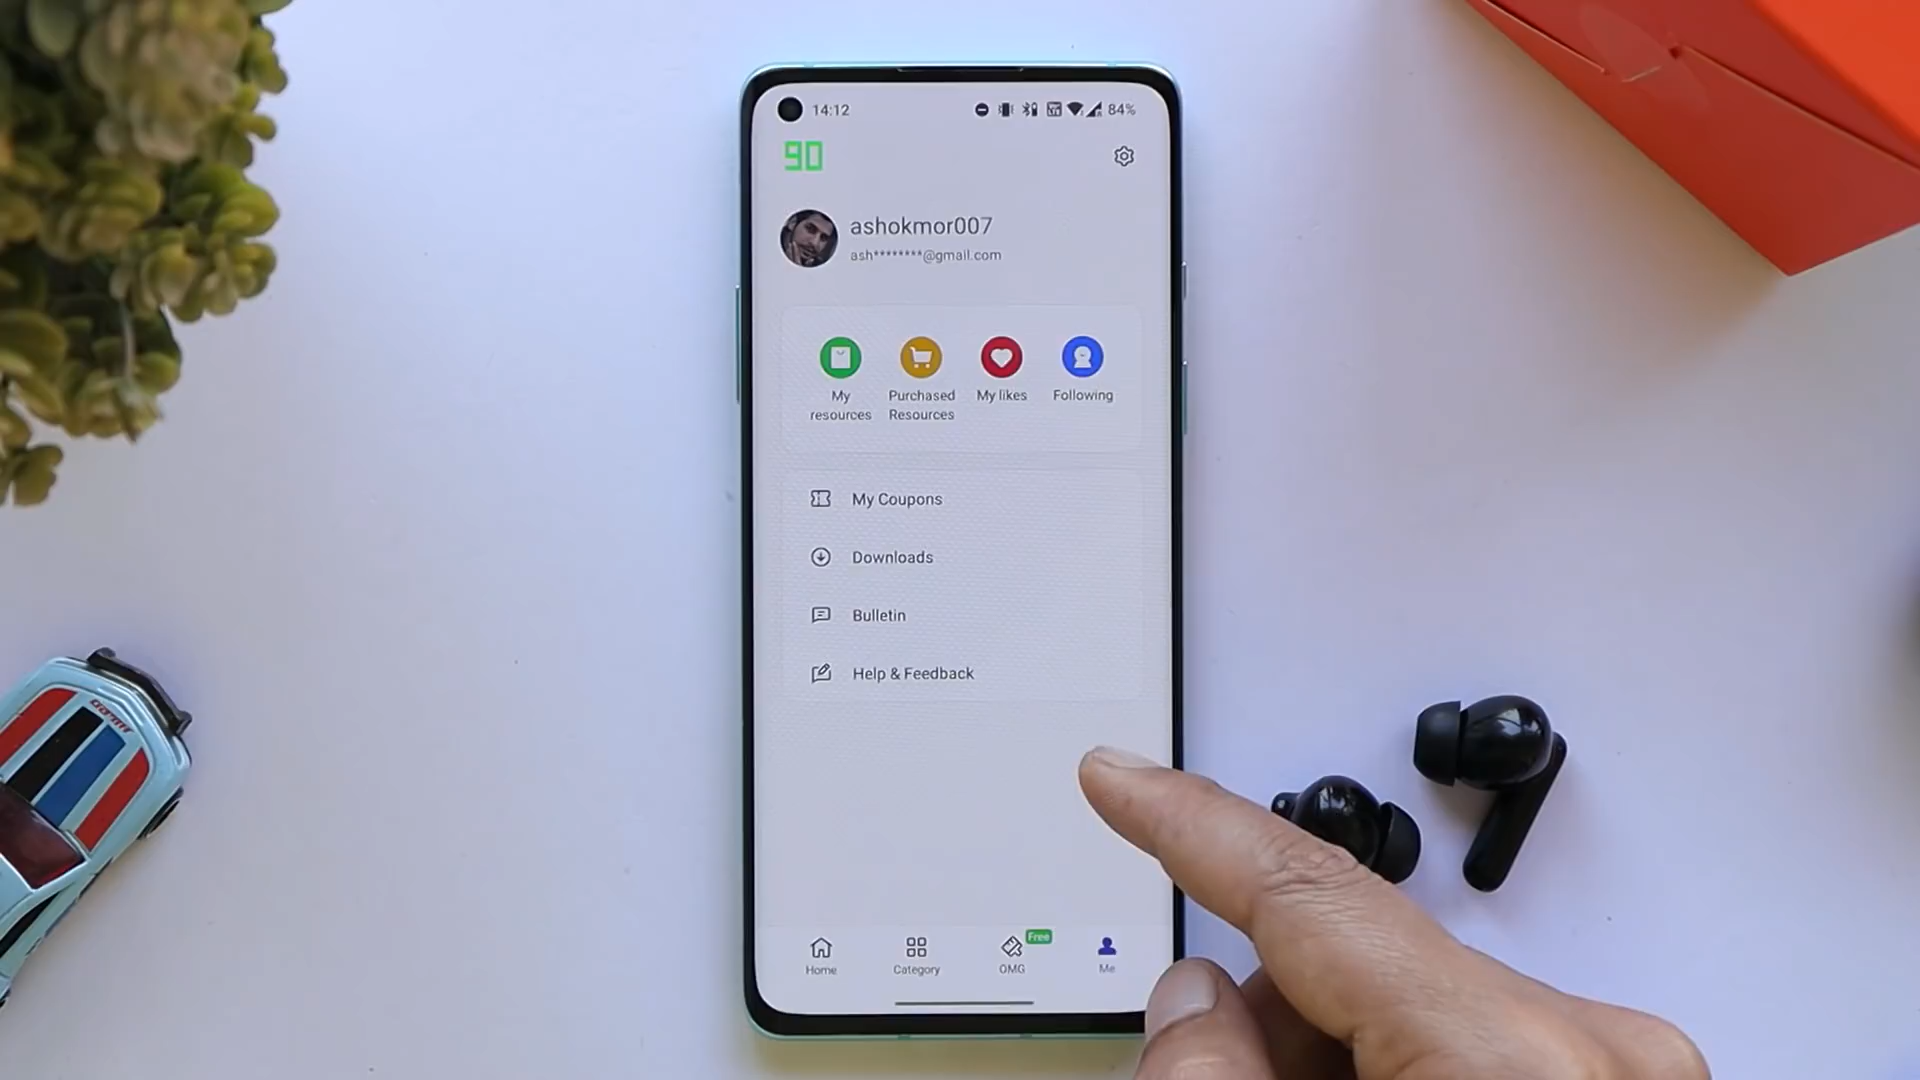 14:12
84%
90
ashokmor007
ash********@gmail.com
My
resources
Purchased
Resources
My likes
Following
My Coupons
Downloads
Bulletin
Help & Feedback
Home
Category
Free
OMG
Me